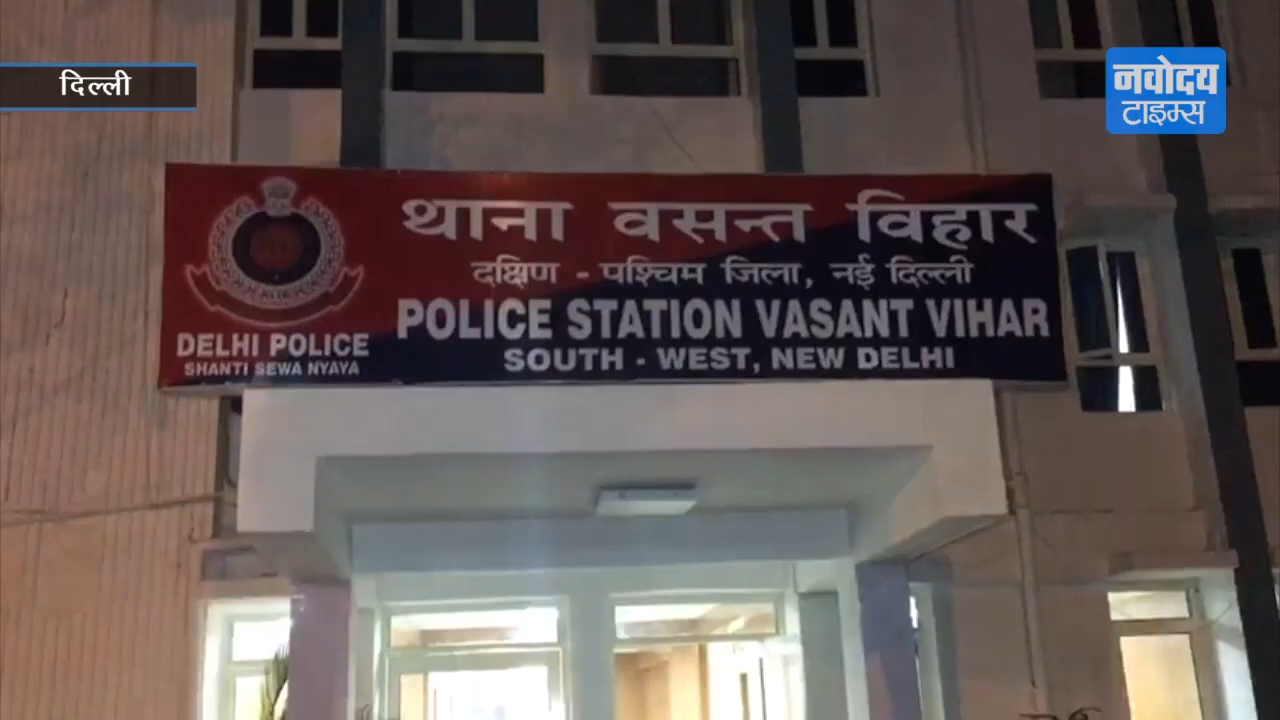 दिल्ली
नवोदय
टाइम्स
थाना वसन्त विहार
दक्षिण - पश्चिम जिला, नई दिल्ली
POLICE STATION VASANT VIHAR
SOUTH - WEST, NEW DELHI
DELHI POLICE
SHANTI SEWA NYAYA